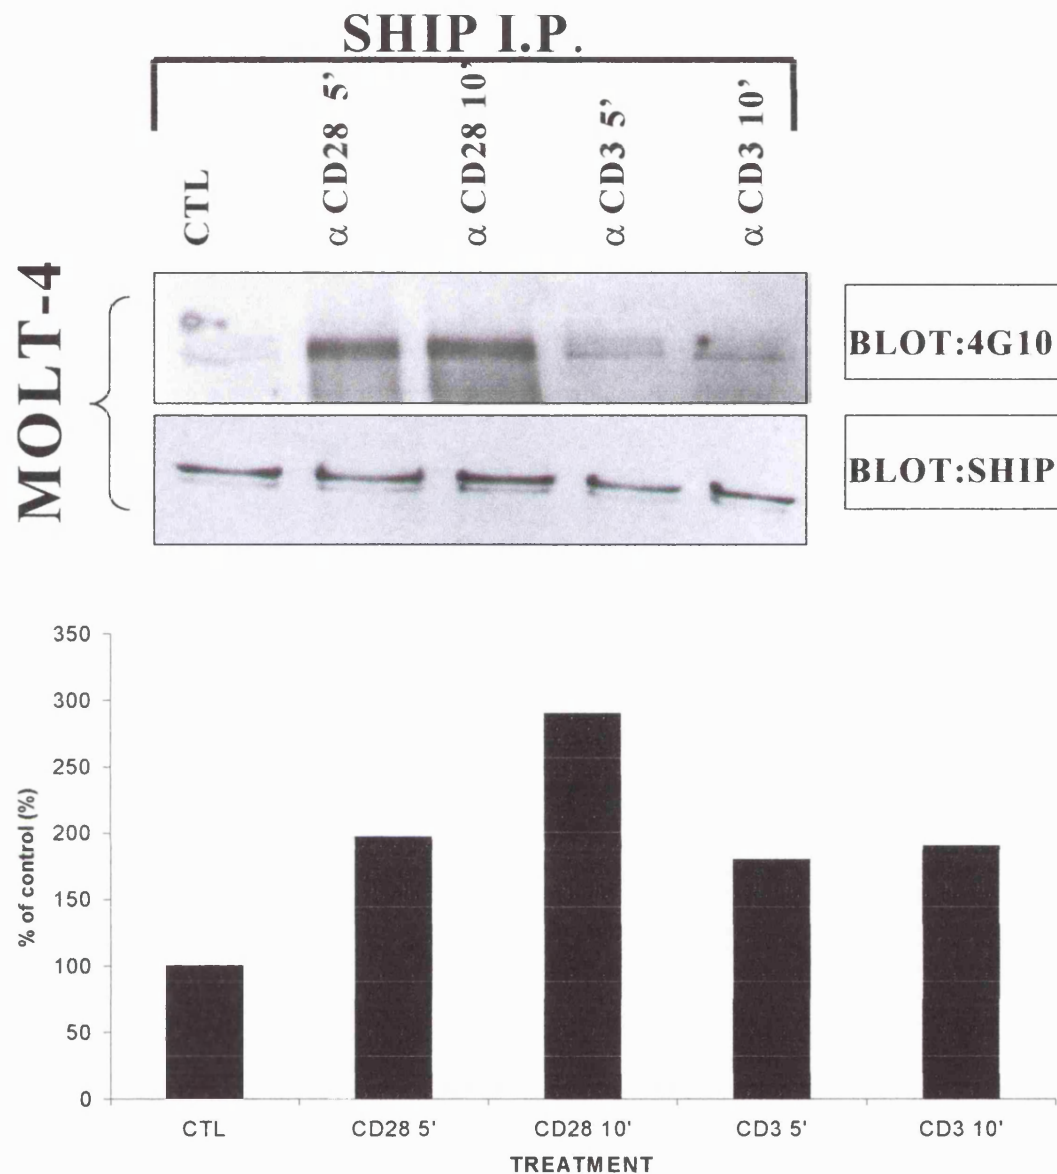 SHIP I.P.
CTL
α CD28 5’
α CD28 10’
α CD3 5’
α CD3 10’
MOLT-4
BLOT:4G10
BLOT:SHIP
350
300
250
200
150
100
50
0
% of control (%)
CTL
CD28 5'
CD28 10'
CD3 5'
CD3 10'
TREATMENT